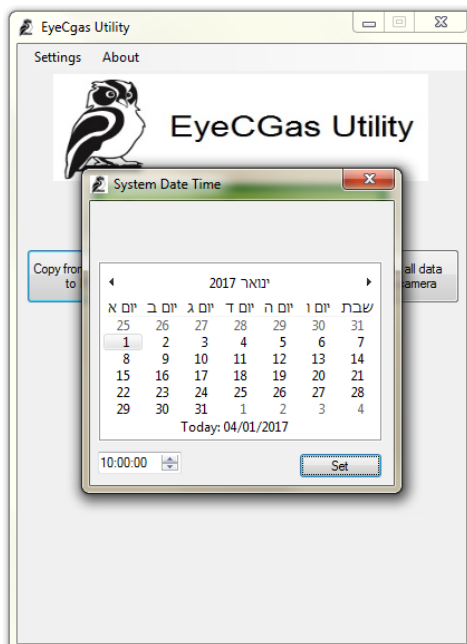 EyeCgas Utility
Settings About
EyeCGas Utility
System Date Time
Copy from
to
all data
camera
ינואר 2017
יום א יום ב יום ג יום ד יום ה יום ו שבת
25 26 27 28 29 30 31
1 2 3 4 5 6 7
8 9 10 11 12 13 14
15 16 17 18 19 20 21
22 23 24 25 26 27 28
29 30 31 1 2 3 4
Today: 04/01/2017
10:00:00
Set